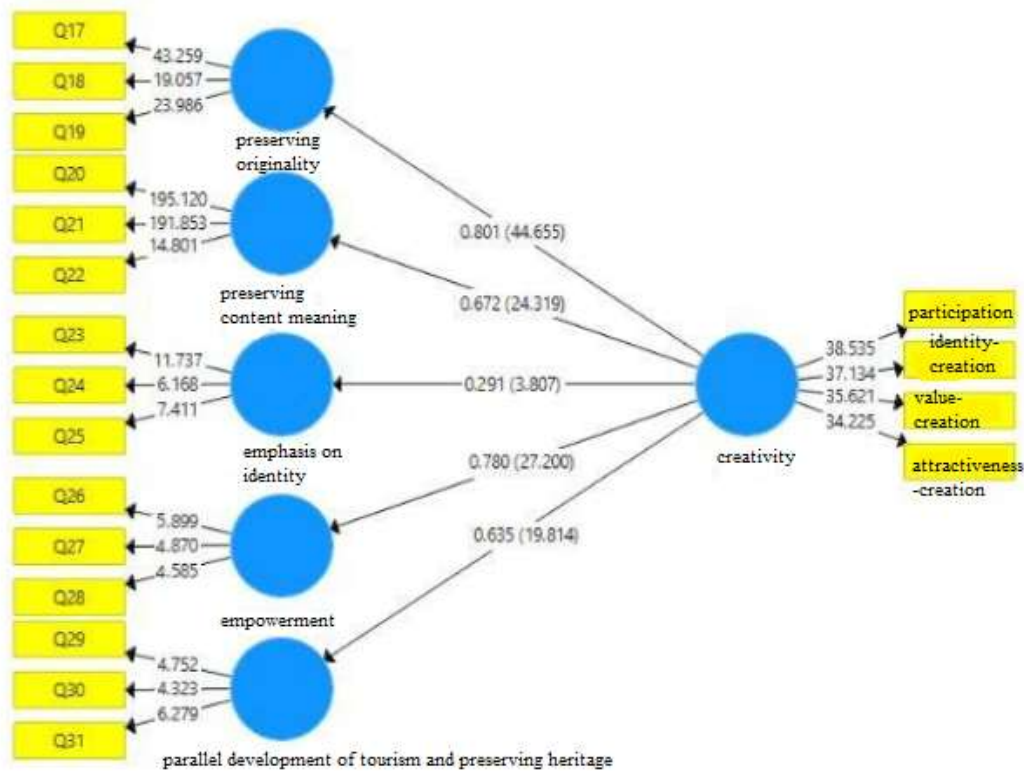 Q17
43.259
Q18
19.057
23.986
Q19
preserving
originality
Q20
195.120
Q21
191.853
14.801
Q22
preserving
content meaning
Q23
11.737
Q24
6.168
7.411
Q25
emphasis on
identity
Q26
5.899
Q27
4.870
4.585
Q28
empowerment
Q29
4.752
Q30
4.323
6.279
Q31
parallel development of tourism and preserving heritage
0.801 (44.655)
0.672 (24.319)
0.291 (3.807)
0.780 (27.200)
0.635 (19.814)
creativity
38.535
37.134
35.621
34.225
participation
identity-
creation
value-
creation
attractiveness
-creation